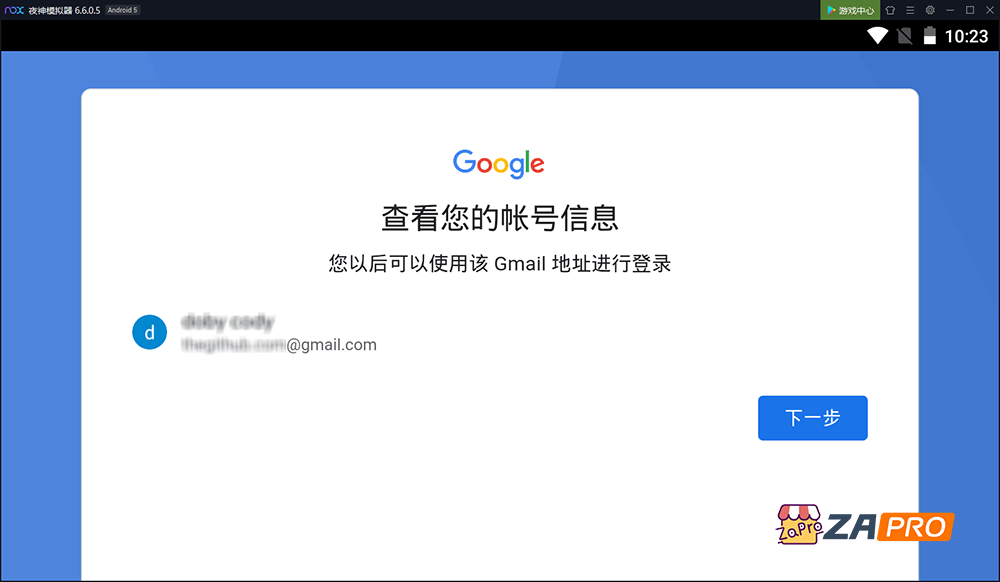 nox 夜神模拟器 6.6.0.5 Android 5 游戏中心
10:23
Google
查看您的帐号信息
您以后可以使用该 Gmail 地址进行登录
d
@gmail.com
下一步
ZaPro ZAPRO